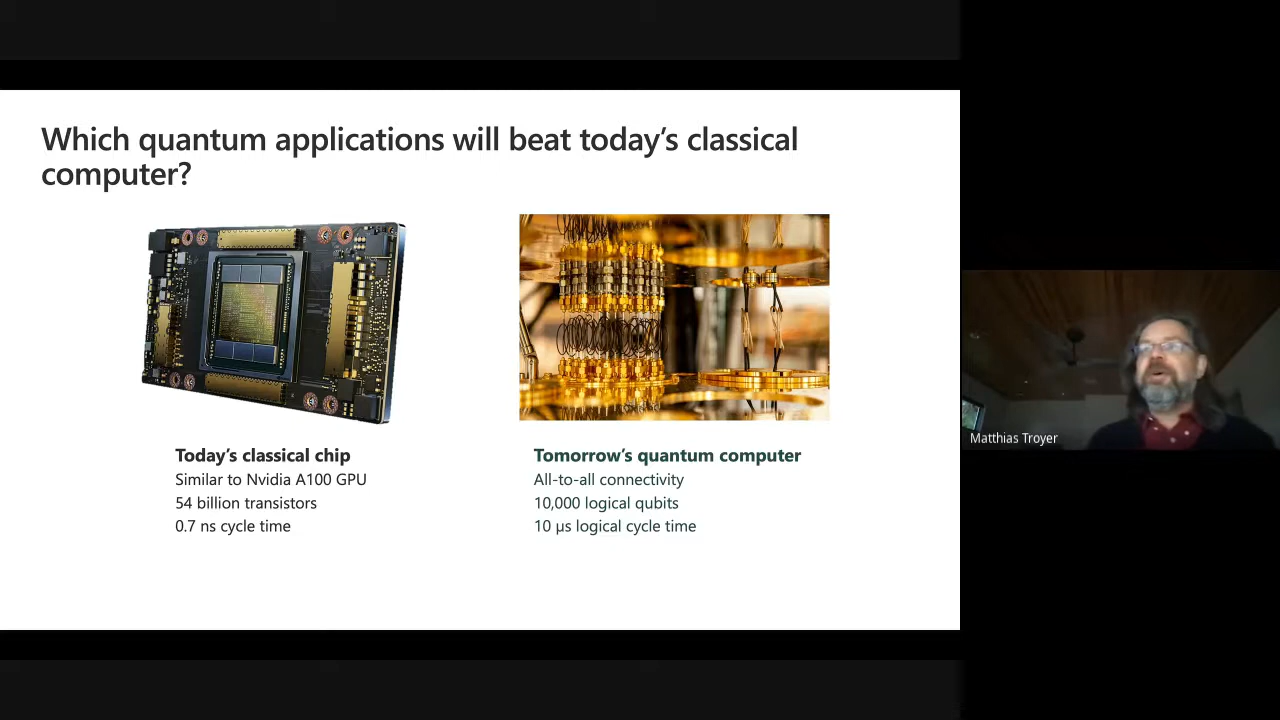 Which quantum applications will beat today's classical
computer?
Today's classical chip
Similar to Nvidia A100 GPU
54 billion transistors
0.7 ns cycle time
Tomorrow's quantum computer
All-to-all connectivity
10,000 logical qubits
10 μs logical cycle time
Matthias Troyer